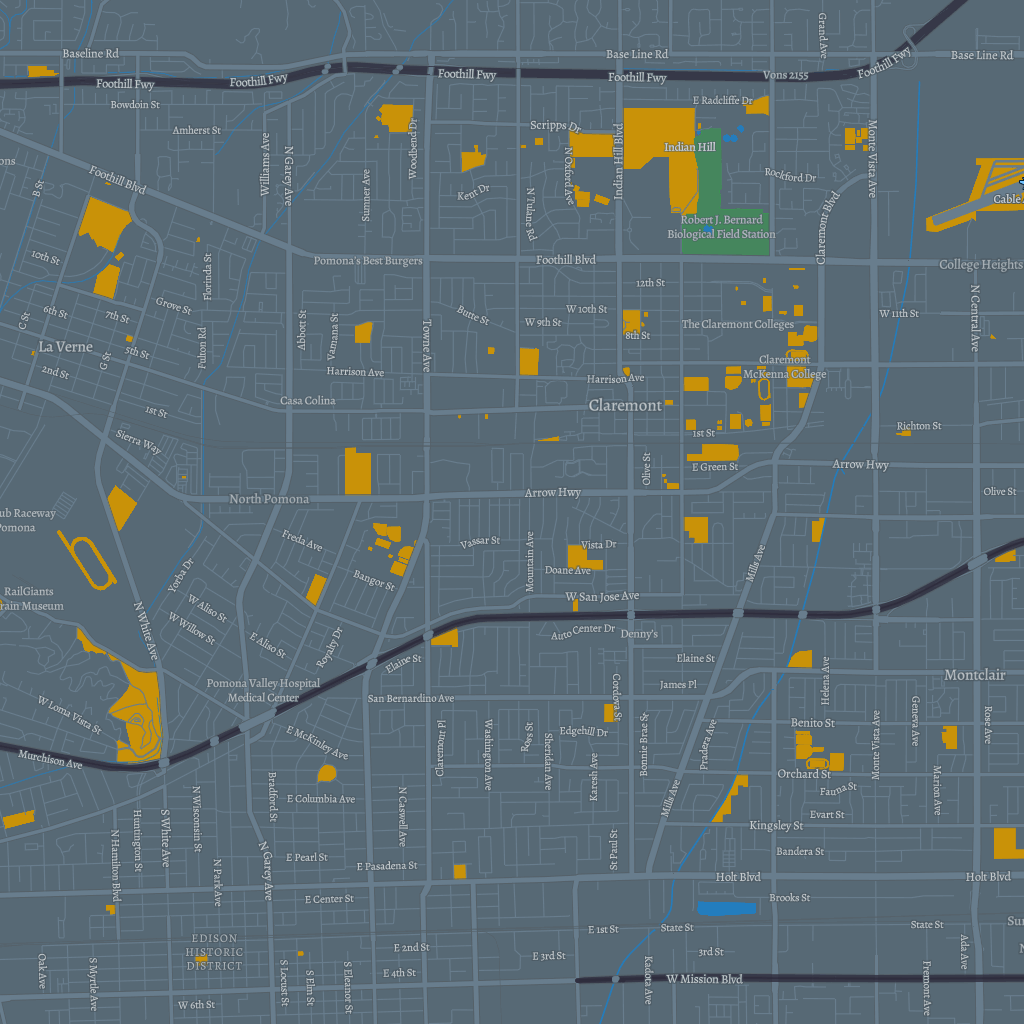 Baseline Rd
Base Line Rd
Base Line Rd
Grand Ave
Foothill Fwy
Foothill Fwy
Foothill Fwy
Foothill Fwy
Vons 2155
Foothill Fwy
Bowdoin St
E Radcliffe Dr
Amherst St
Scripps Dr
Woodbend Dr
Williams Ave
N Garey Ave
Indian Hill
Indian Hill Blvd
Monte Vista Ave
ons
Foothill Blvd
B St
Sumner Ave
Kent Dr
N Oxford Ave
Rockford Dr
N Tulane Rd
Cable
Claremont Blvd
Robert J. Bernard
Biological Field Station
10th St
Florinda St
Pomona's Best Burgers
Foothill Blvd
College Heights
12th St
6th St
7th St
Grove St
C St
Abbott St
Yamana St
Towne Ave
Butte St
W 9th St
W 10th St
8th St
The Claremont Colleges
W 11th St
N Central Ave
La Verne
G St
5th St
Fulton Rd
2nd St
Harrison Ave
Harrison Ave
Claremont
McKenna College
1st St
Casa Colina
Claremont
Sierra Way
1st St
Richton St
Olive St
E Green St
Arrow Hwy
North Pomona
Arrow Hwy
Olive St
ub Raceway
Pomona
Freda Ave
Vassar St
Mountain Ave
Vista Dr
Doane Ave
Mills Ave
Yorba Dr
Bangor St
RailGiants
rain Museum
N White Ave
W Aliso St
W Willow St
E Aliso St
Royalty Dr
W San Jose Ave
Auto Center Dr
Denny's
Elaine St
Elaine St
Helena Ave
Montclair
Pomona Valley Hospital
Medical Center
San Bernardino Ave
James Pl
Cordova St
W Loma Vista St
E McKinley Ave
Claremont Pl
Washington Ave
Ross St
Sheridan Ave
Edgehill Dr
Karesh Ave
Bonnie Brae St
Pradera Ave
Benito St
Monte Vista Ave
Geneva Ave
Rose Ave
Murchison Ave
Orchard St
Fauna St
Marion Ave
Bradford St
E Columbia Ave
N Caswell Ave
Mills Ave
Evart St
Kingsley St
N Wisconsin St
Huntington St
S White Ave
N Hamilton Blvd
N Park Ave
N Garey Ave
E Pearl St
E Pasadena St
St Paul St
Bandera St
Holt Blvd
Holt Blvd
E Center St
Brooks St
E 1st St
State St
State St
Sun
EDISON
HISTORIC
DISTRICT
E 2nd St
E 3rd St
3rd St
Ada Ave
Oak Ave
S Myrtle Ave
S Locust St
S Elm St
S Eleanor St
E 4th St
Kadota Ave
W Mission Blvd
Fremont Ave
W 6th St